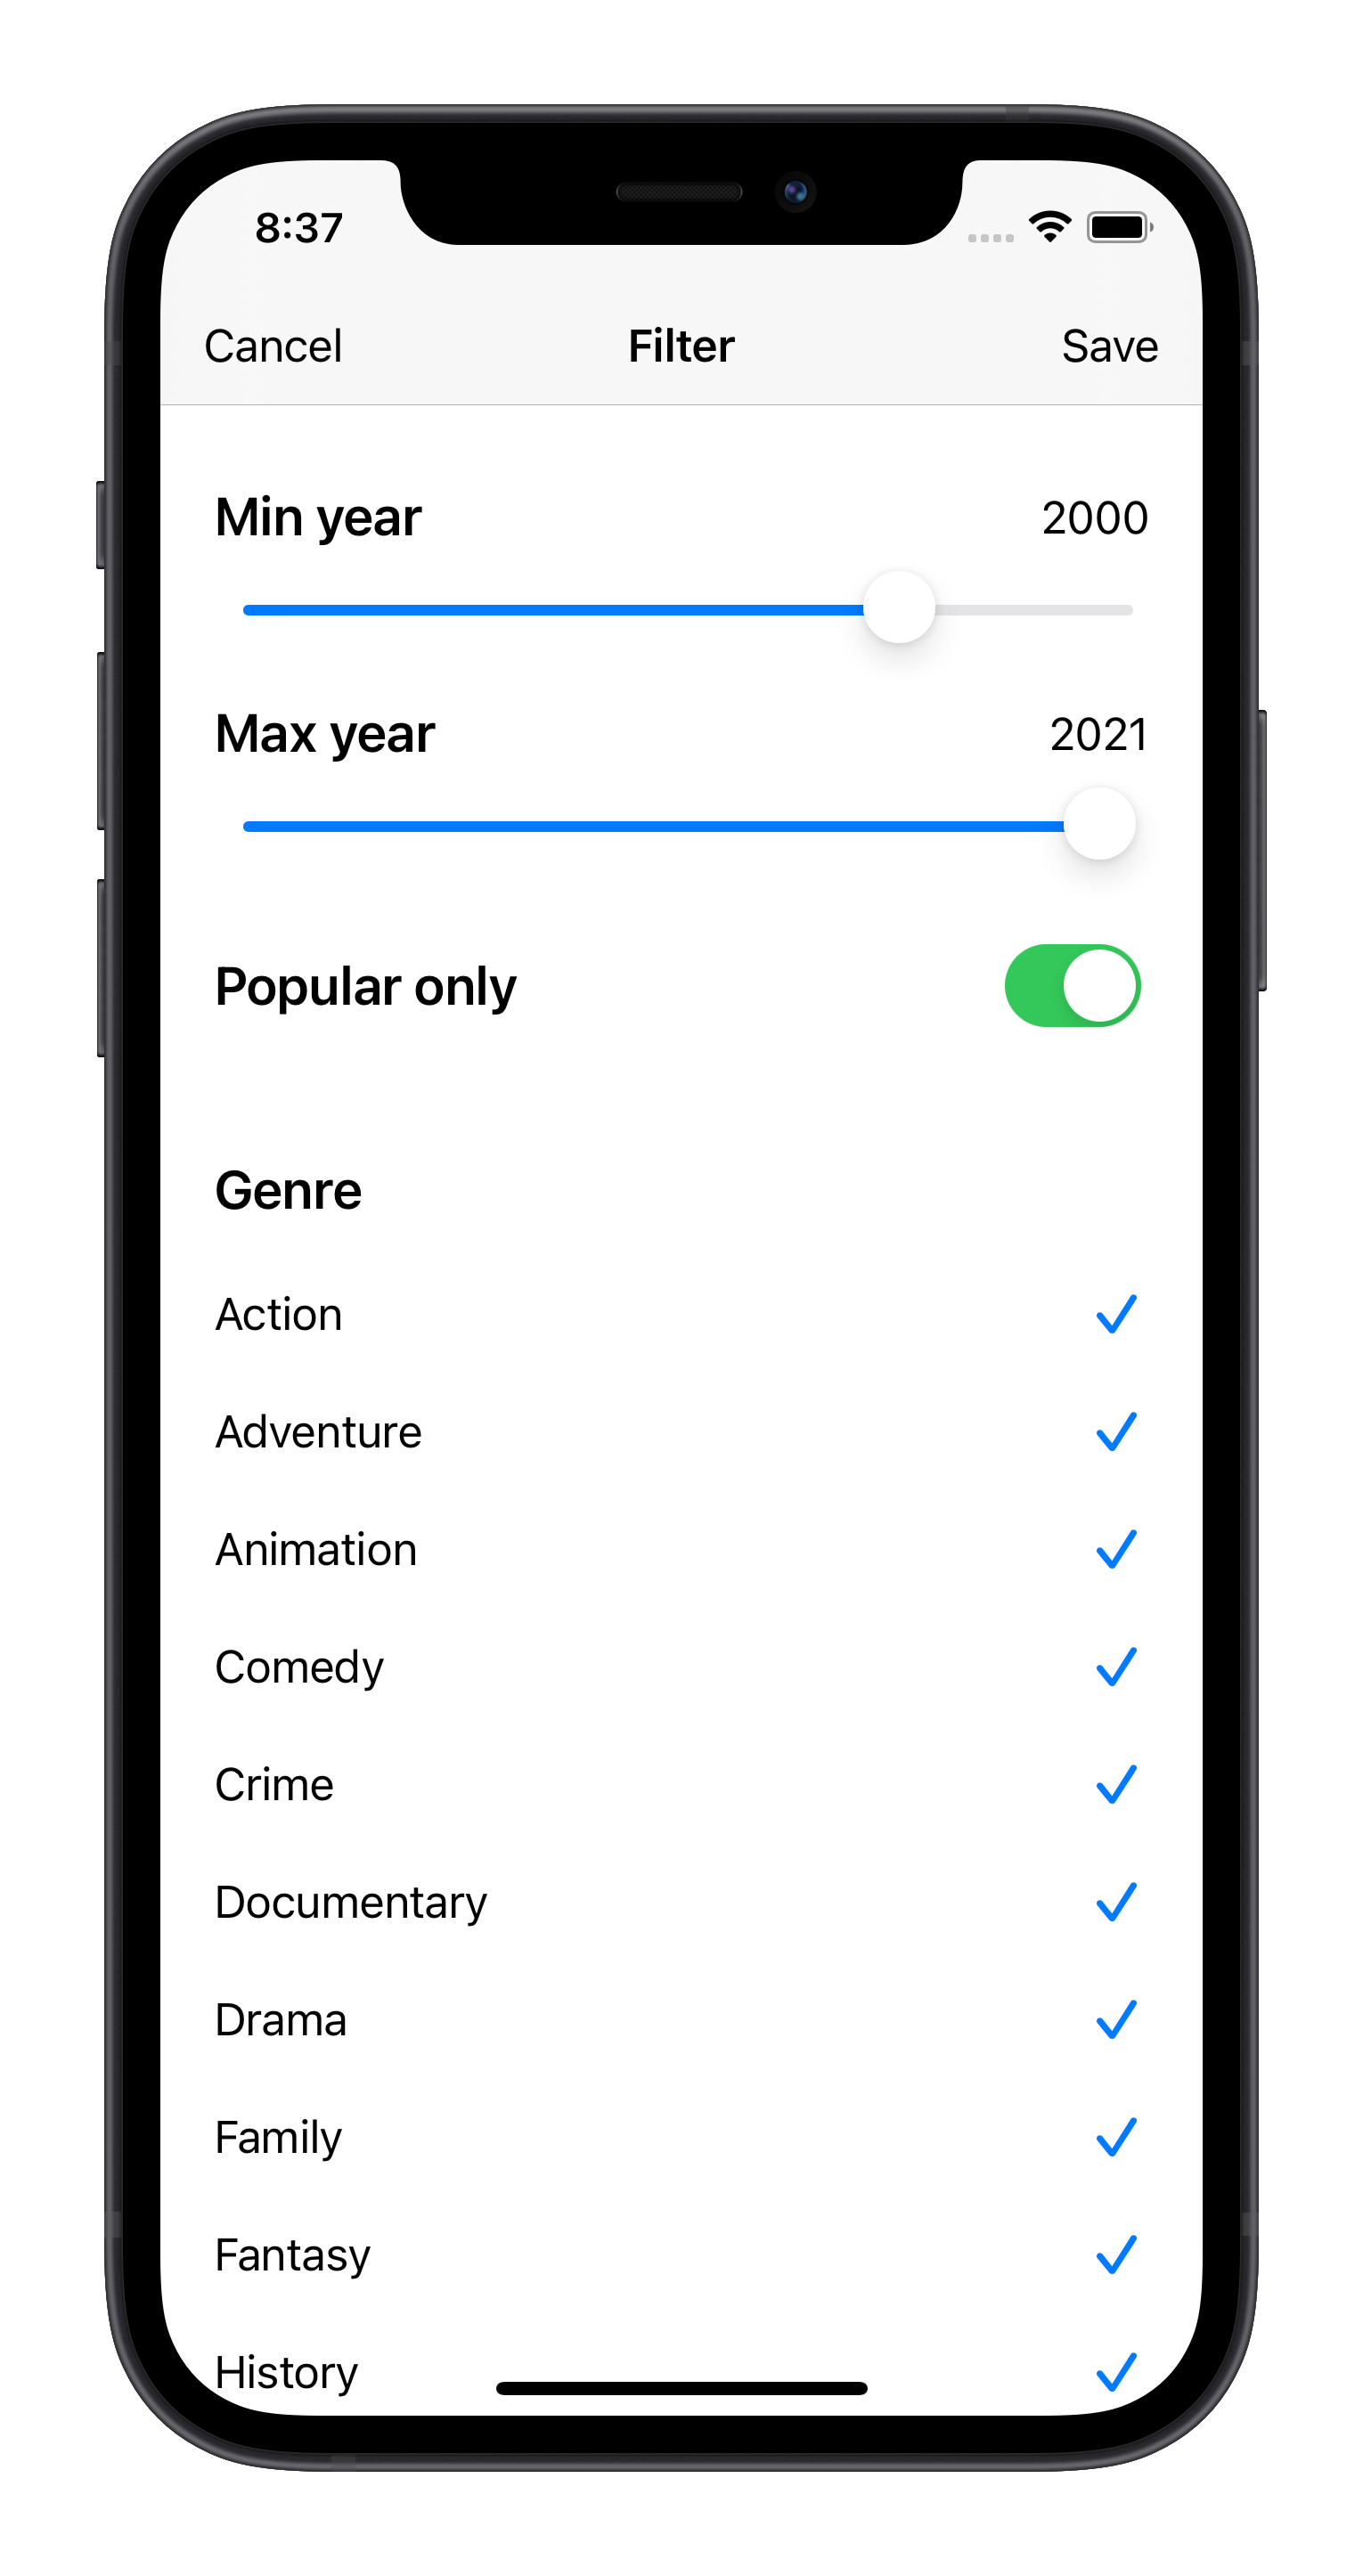 8:37
Cancel Filter Save
Min year 2000
Max year 2021
Popular only
Genre
Action
Adventure
Animation
Comedy
Crime
Documentary
Drama
Family
Fantasy
History